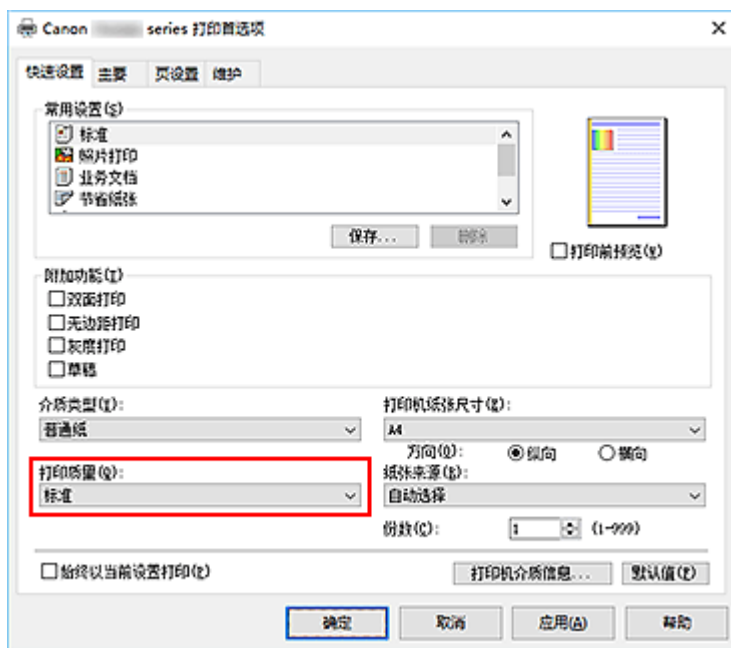 Canon series 打印首选项
快速设置 主要 页设置 维护
常用设置(S)
标准
照片打印
业务文档
节省纸张
保存... 删除
打印前预览(V)
附加功能(I)
双面打印
无边距打印
灰度打印
草稿
介质类型(T):
普通纸
打印质量(Q):
标准
打印机纸张尺寸(Z):
A4
方向(O): 纵向 横向
纸张来源(B):
自动选择
份数(C): 1 (1-999)
始终以当前设置打印(L)
打印机介质信息... 默认值(F)
确定 取消 应用(A) 帮助